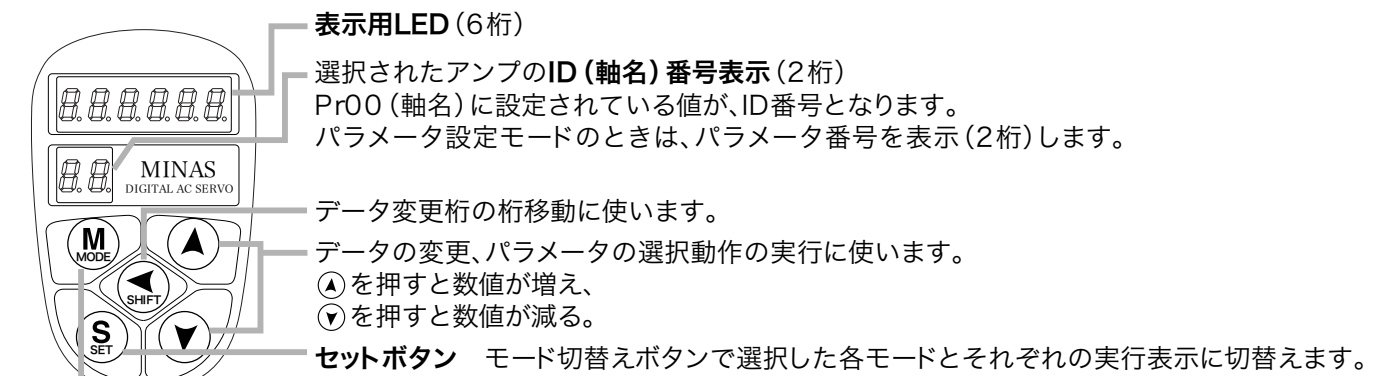 表示用LED（6桁）
選択されたアンプのID（軸名）番号表示（2桁）
Pr00（軸名）に設定されている値が、ID番号となります。
パラメータ設定モードのときは、パラメータ番号を表示（2桁）します。
8.8.8.8.8.8.
8.8.
MINAS
DIGITAL AC SERVO
データ変更桁の桁移動に使います。
データの変更、パラメータの選択動作の実行に使います。
を押すと数値が増え、
を押すと数値が減る。
M
MODE
SHIFT
S
SET
セットボタン　モード切替えボタンで選択した各モードとそれぞれの実行表示に切替えます。